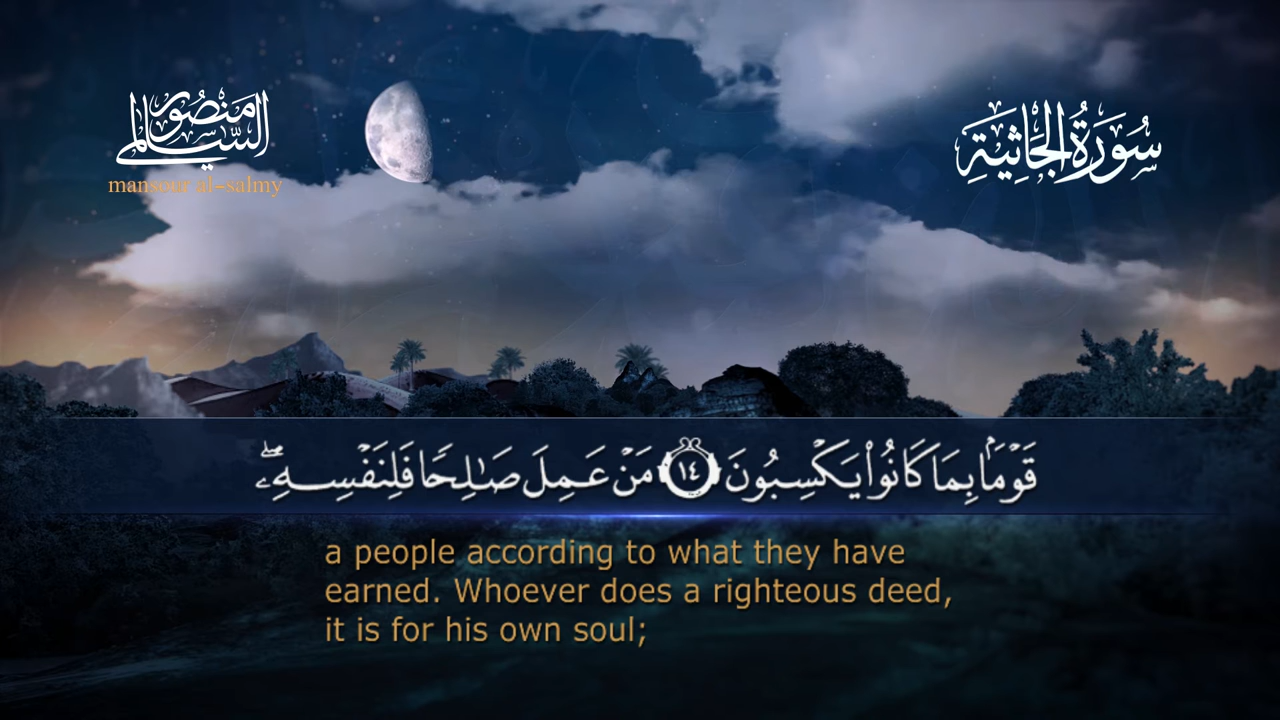 منصور السالمي
mansour al-salmy
سُورَةُ الجَاثِيَةِ
قَوْمًۢا بِمَا كَانُوا۟ يَكْسِبُونَ ١٤ مَنْ عَمِلَ صَـٰلِحًا فَلِنَفْسِهِۦ ۖ
a people according to what they have
earned. Whoever does a righteous deed,
it is for his own soul;